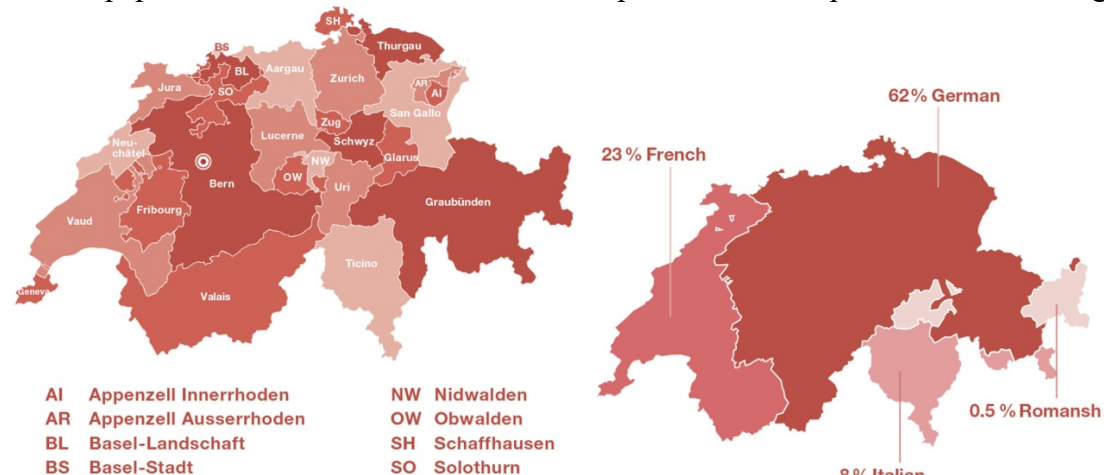 SH
Thurgau
BS
BL
Aargau
Zurich
AR
AI
Jura
SO
San Gallo
Zug
Lucerne
Schwyz
Neu-
châtel
NW
Glarus
OW
Bern
Uri
Graubünden
Fribourg
Vaud
Ticino
Geneva
Valais
AI Appenzell Innerrhoden
AR Appenzell Ausserrhoden
BL Basel-Landschaft
BS Basel-Stadt
NW Nidwalden
OW Obwalden
SH Schaffhausen
SO Solothurn
62% German
23% French
0.5% Romansh
8% Italian